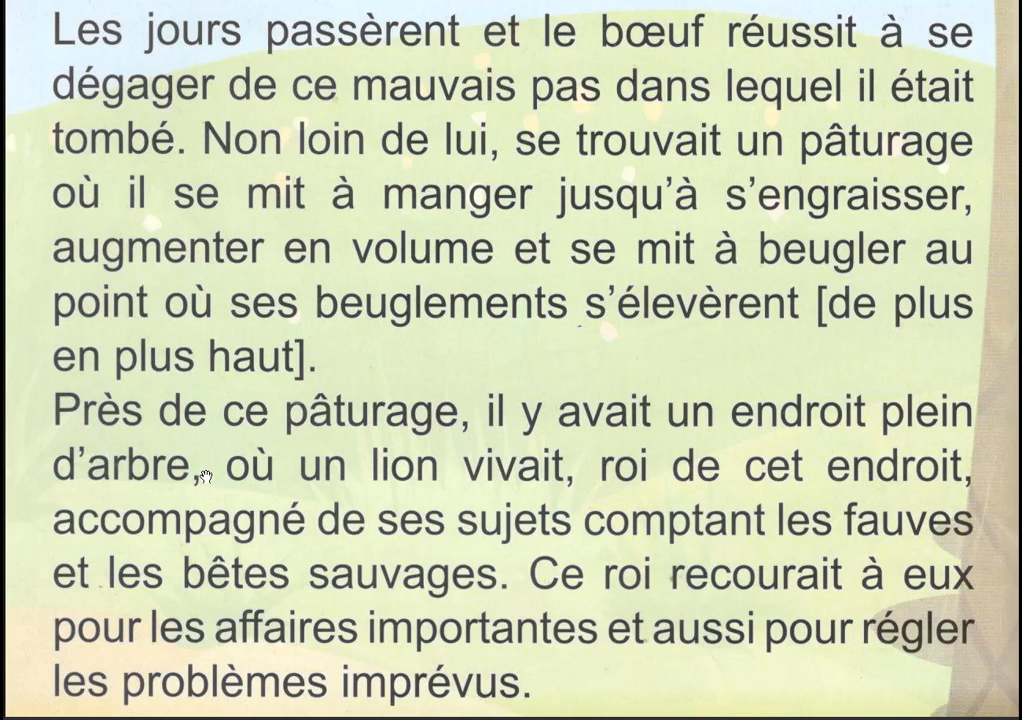 Les jours passèrent et le bœuf réussit à se
dégager de ce mauvais pas dans lequel il était
tombé. Non loin de lui, se trouvait un pâturage
où il se mit à manger jusqu’à s’engraisser,
augmenter en volume et se mit à beugler au
point où ses beuglements s’élevèrent [de plus
en plus haut].
Près de ce pâturage, il y avait un endroit plein
d’arbre, où un lion vivait, roi de cet endroit,
accompagné de ses sujets comptant les fauves
et les bêtes sauvages. Ce roi recourait à eux
pour les affaires importantes et aussi pour régler
les problèmes imprévus.